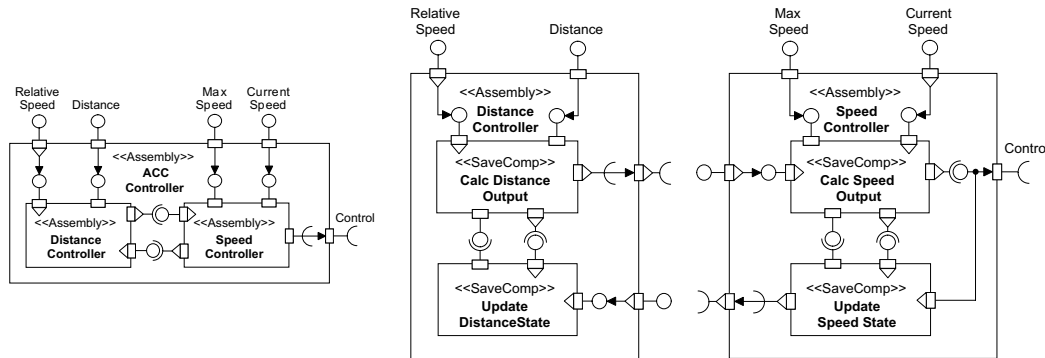 Relative
Speed
Distance
Max
Speed
Current
Speed
<<Assembly>>
ACC
Controller
<<Assembly>>
Distance
Controller
<<Assembly>>
Speed
Controller
Control
Relative
Speed
Distance
<<Assembly>>
Distance
Controller
<<SaveComp>>
Calc Distance
Output
<<SaveComp>>
Update
DistanceState
Max
Speed
Current
Speed
<<Assembly>>
Speed
Controller
Control
<<SaveComp>>
Calc Speed
Output
<<SaveComp>>
Update
Speed State